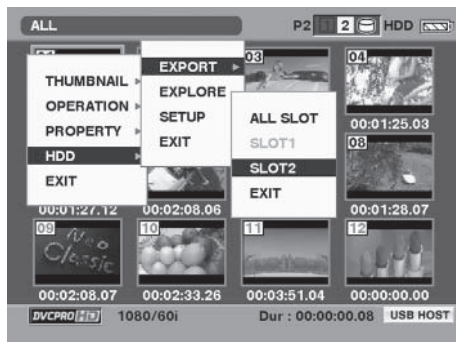 ALL P2 1 2 HDD
THUMBNAIL
OPERATION
PROPERTY
HDD
EXIT
EXPORT
EXPLORE
SETUP
EXIT
ALL SLOT
SLOT1
SLOT2
EXIT
03
04
00:01:25.03
08
00:01:27.12 00:02:08.06 00:01:28.07
09 10 11 12
Neo
Classic
00:02:08.07 00:02:33.26 00:03:51.04 00:00:00.00
DVCPRO HD 1080/60i Dur : 00:00:00.08 USB HOST